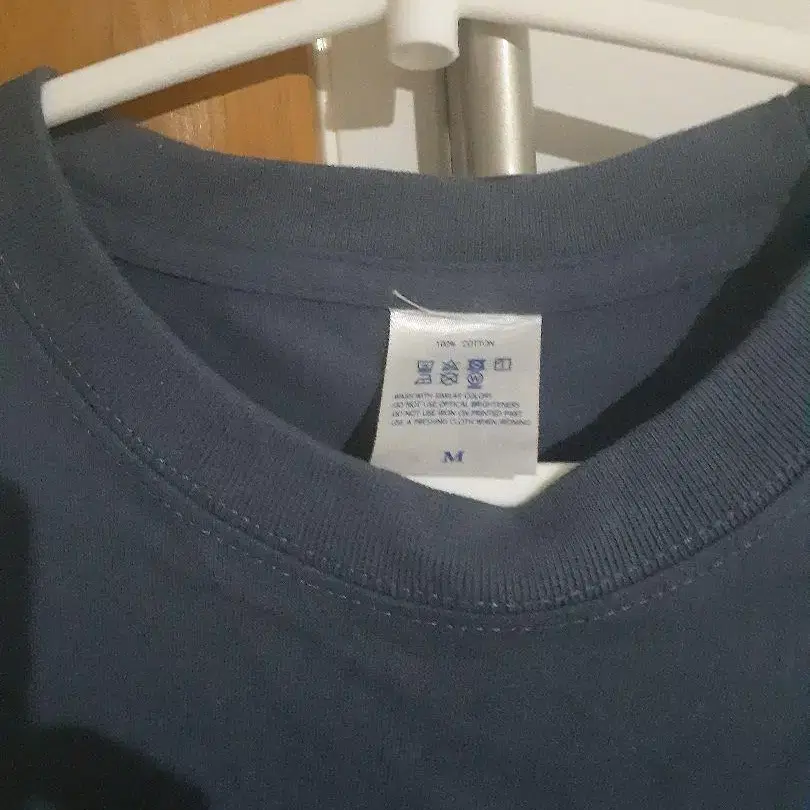 100% COTTON
WASH WITH SIMILAR COLORS
DO NOT USE OPTICAL BRIGHTENERS
DO NOT USE IRON ON PRINTED PART
USE A PRESSING CLOTH WHEN IRONING
M